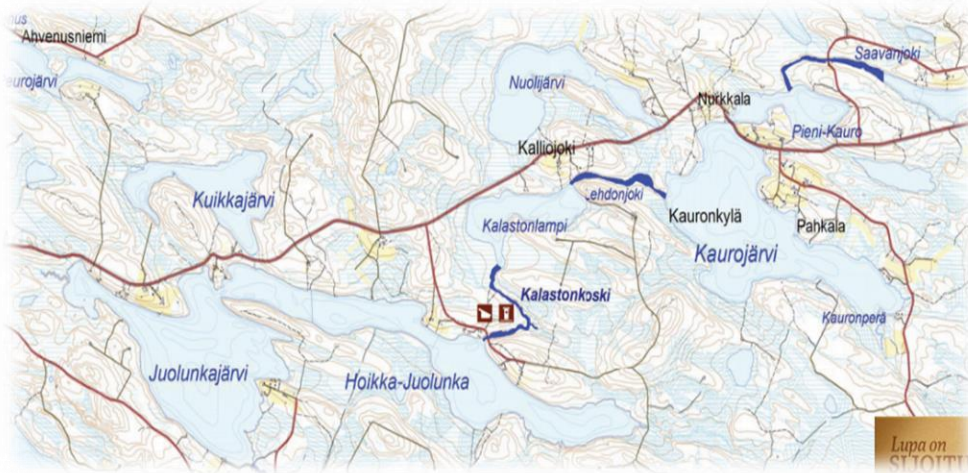 Ahvenusniemi
Saavanjoki
Nuolijärvi
Nurkkala
Pieni-Kauro
Kalliojoki
Lehdonjoki
Kuikkajärvi
Kauronkylä
Kalastonlampi
Pahkala
Kaurojärvi
Kalastonkoski
Kauronperä
Juolunkajärvi
Hoikka-Juolunka
Lupa on